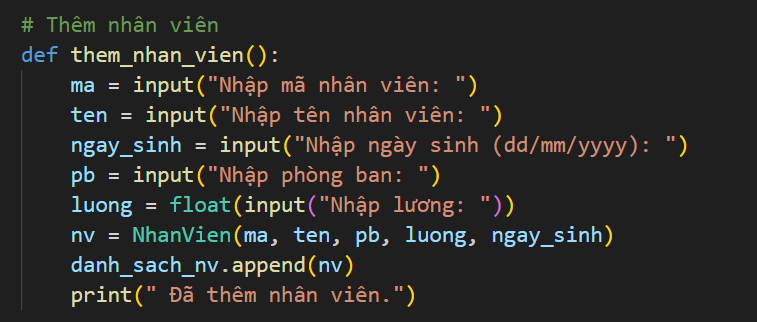 # Thêm nhân viên
def them_nhan_vien():
    ma = input("Nhập mã nhân viên: ")
    ten = input("Nhập tên nhân viên: ")
    ngay_sinh = input("Nhập ngày sinh (dd/mm/yyyy): ")
    pb = input("Nhập phòng ban: ")
    luong = float(input("Nhập lương: "))
    nv = NhanVien(ma, ten, pb, luong, ngay_sinh)
    danh_sach_nv.append(nv)
    print(" Đã thêm nhân viên.")